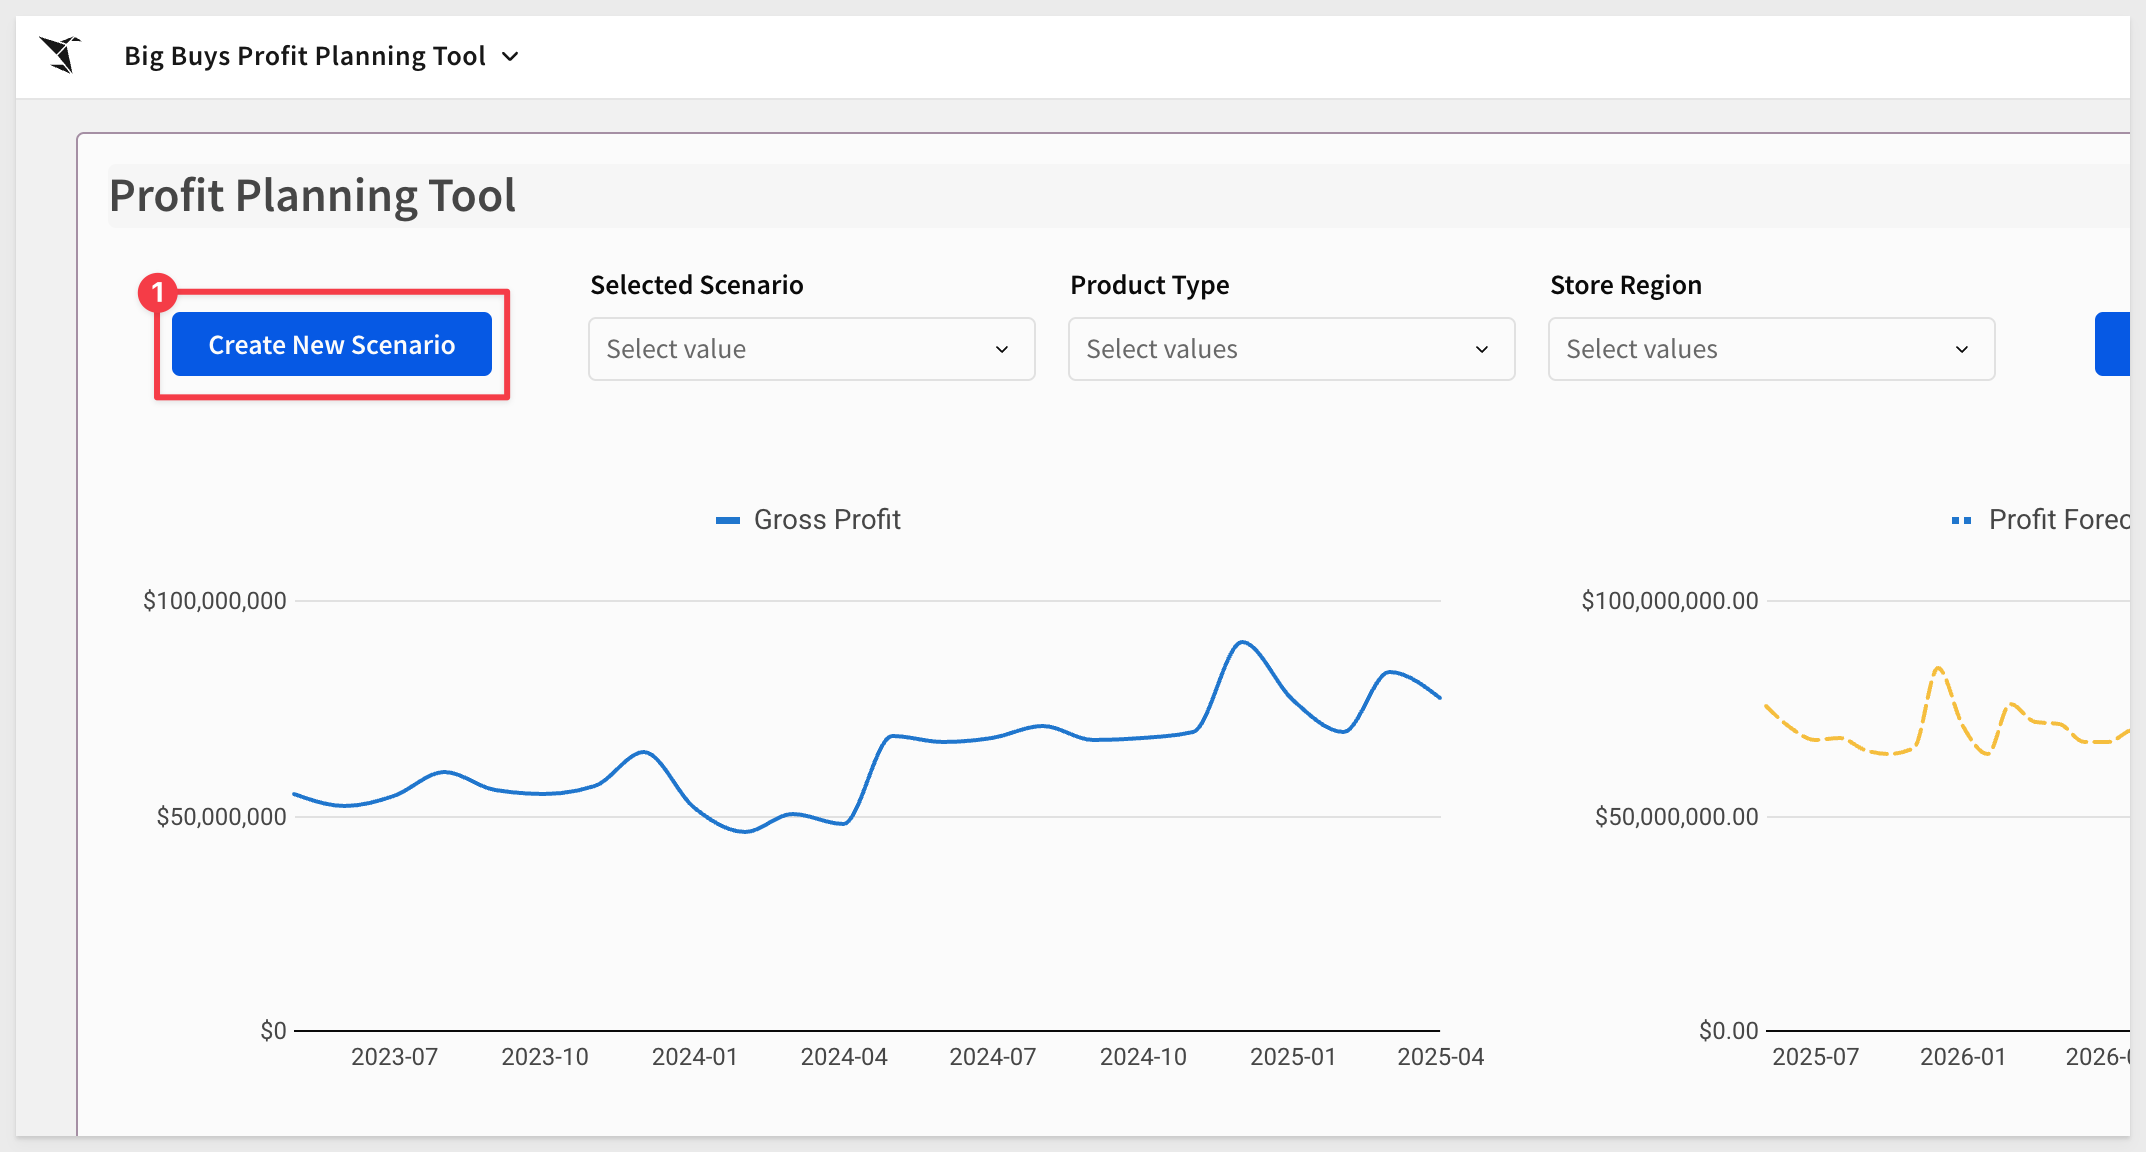 Big Buys Profit Planning Tool
Profit Planning Tool
1
Create New Scenario
Selected Scenario
Select value
Product Type
Select values
Store Region
Select values
Gross Profit
$100,000,000
$50,000,000
$0
2023-07 2023-10 2024-01 2024-04 2024-07 2024-10 2025-01 2025-04
Profit Forec
$100,000,000.00
$50,000,000.00
$0.00
2025-07 2026-01 2026-